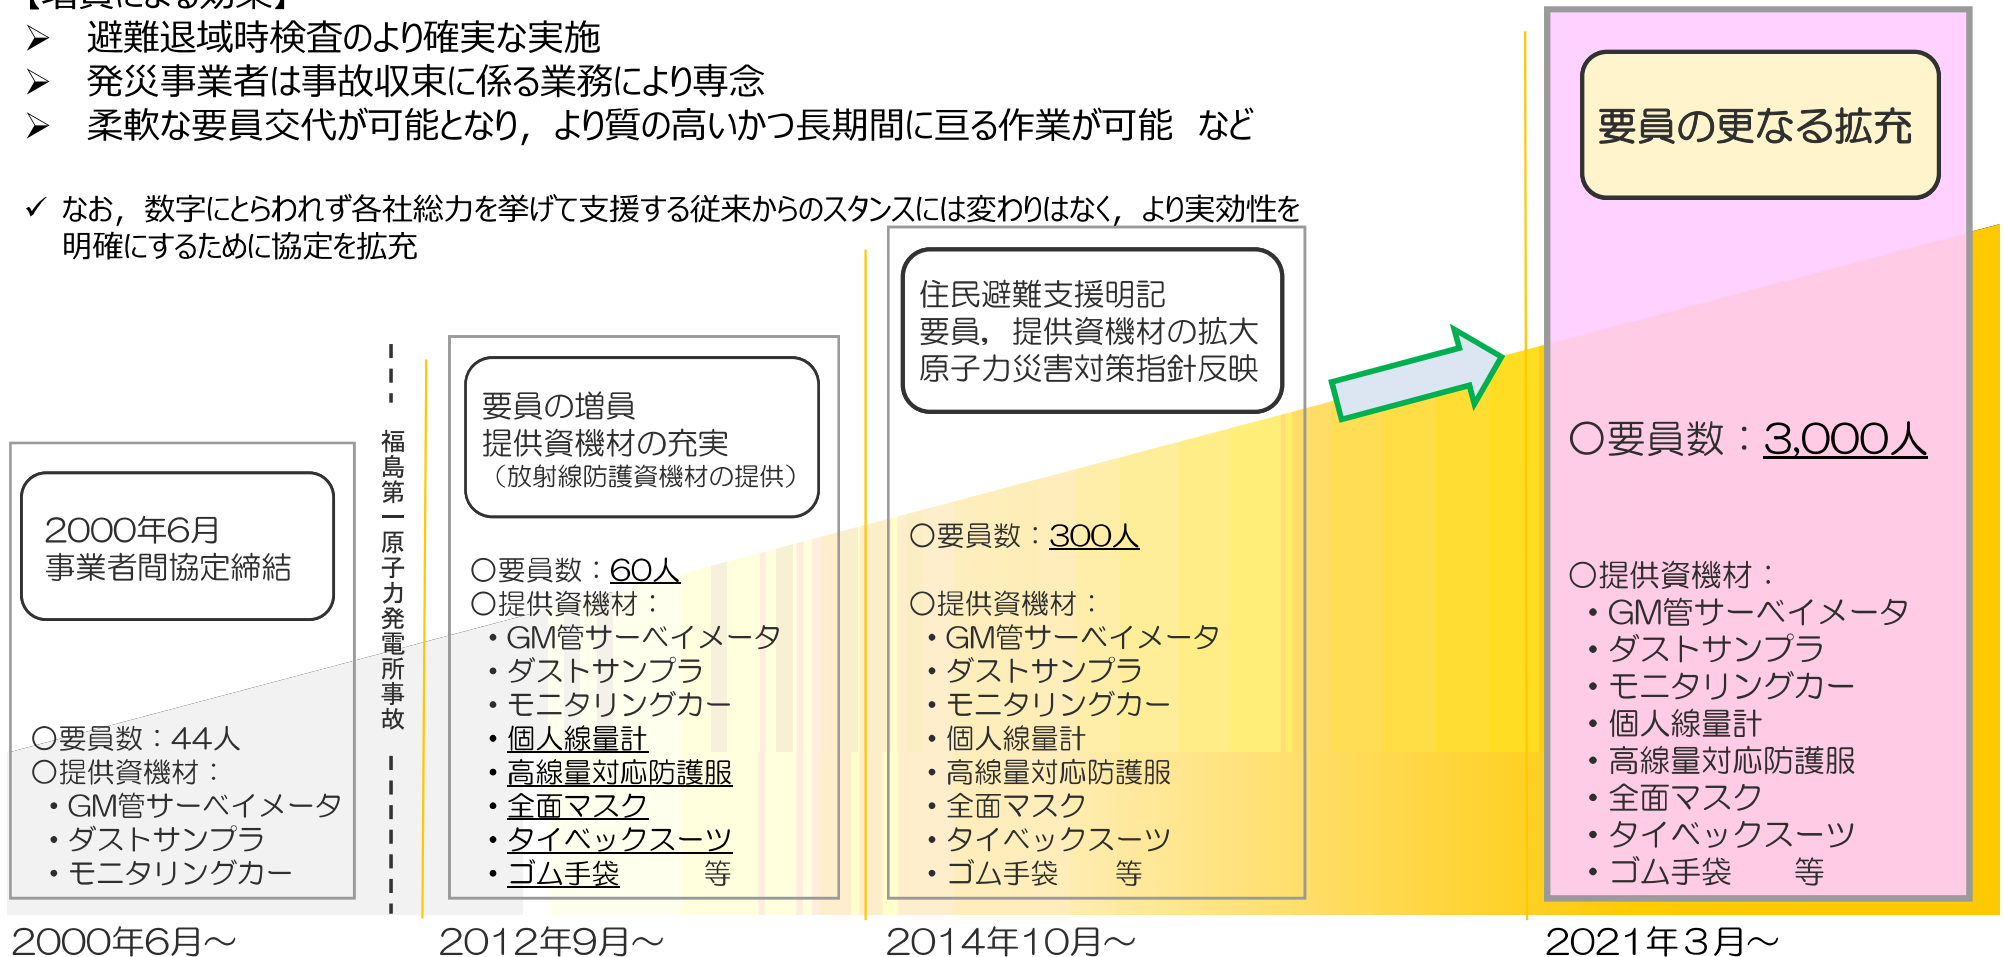 【増員による効果】
➢ 避難退域時検査のより確実な実施
➢ 発災事業者は事故収束に係る業務により専念
➢ 柔軟な要員交代が可能となり，より質の高いかつ長期間に亘る作業が可能 など
✓ なお，数字にとらわれず各社総力を挙げて支援する従来からのスタンスには変わりはなく，より実効性を
明確にするために協定を拡充
2000年6月
事業者間協定締結
〇要員数：44人
〇提供資機材：
・GM管サーベイメータ
・ダストサンプラ
・モニタリングカー
2000年6月～
福島第一原子力発電所事故
要員の増員
提供資機材の充実
（放射線防護資機材の提供）
〇要員数：60人
〇提供資機材：
・GM管サーベイメータ
・ダストサンプラ
・モニタリングカー
・個人線量計
・高線量対応防護服
・全面マスク
・タイベックスーツ
・ゴム手袋 等
2012年9月～
住民避難支援明記
要員，提供資機材の拡大
原子力災害対策指針反映
〇要員数：300人
〇提供資機材：
・GM管サーベイメータ
・ダストサンプラ
・モニタリングカー
・個人線量計
・高線量対応防護服
・全面マスク
・タイベックスーツ
・ゴム手袋 等
2014年10月～
要員の更なる拡充
〇要員数：3,000人
〇提供資機材：
・GM管サーベイメータ
・ダストサンプラ
・モニタリングカー
・個人線量計
・高線量対応防護服
・全面マスク
・タイベックスーツ
・ゴム手袋 等
2021年３月～